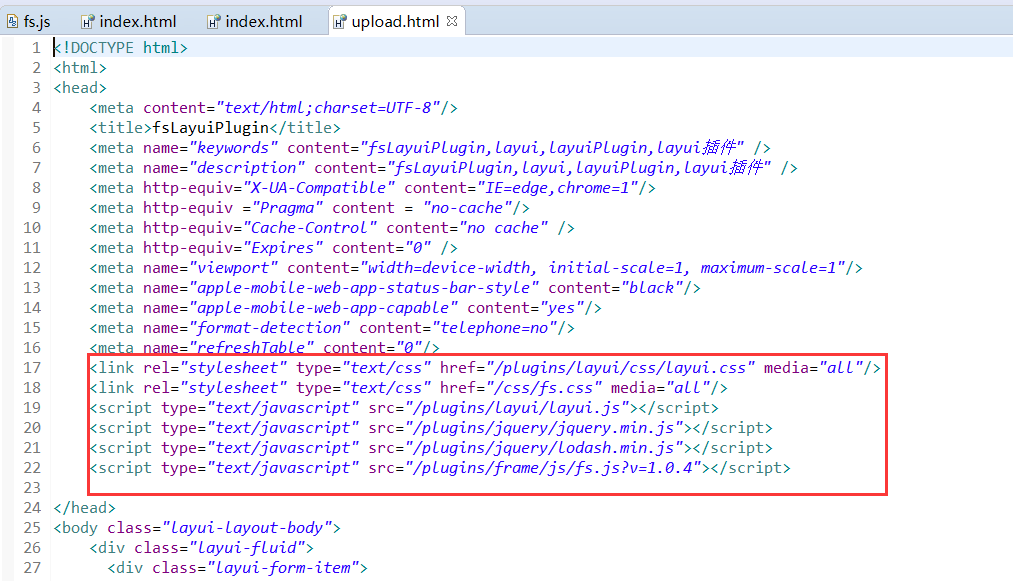 fs.js index.html index.html upload.html
1 <!DOCTYPE html>
2 <html>
3 <head>
4 <meta content="text/html;charset=UTF-8"/>
5 <title>fsLayuiPlugin</title>
6 <meta name="keywords" content="fsLayuiPlugin,layui,layuiPlugin,layui插件" />
7 <meta name="description" content="fsLayuiPlugin,layui,layuiPlugin,layui插件" />
8 <meta http-equiv="X-UA-Compatible" content="IE=edge,chrome=1"/>
9 <meta http-equiv ="Pragma" content = "no-cache"/>
10 <meta http-equiv="Cache-Control" content="no cache" />
11 <meta http-equiv="Expires" content="0" />
12 <meta name="viewport" content="width=device-width, initial-scale=1, maximum-scale=1"/>
13 <meta name="apple-mobile-web-app-status-bar-style" content="black"/>
14 <meta name="apple-mobile-web-app-capable" content="yes"/>
15 <meta name="format-detection" content="telephone=no"/>
16 <meta name="refreshTable" content="0"/>
17 <link rel="stylesheet" type="text/css" href="/plugins/layui/css/layui.css" media="all"/>
18 <link rel="stylesheet" type="text/css" href="/css/fs.css" media="all"/>
19 <script type="text/javascript" src="/plugins/layui/layui.js"></script>
20 <script type="text/javascript" src="/plugins/jquery/jquery.min.js"></script>
21 <script type="text/javascript" src="/plugins/jquery/lodash.min.js"></script>
22 <script type="text/javascript" src="/plugins/frame/js/fs.js?v=1.0.4"></script>
23
24 </head>
25 <body class="layui-layout-body">
26 <div class="layui-fluid">
27 <div class="layui-form-item">